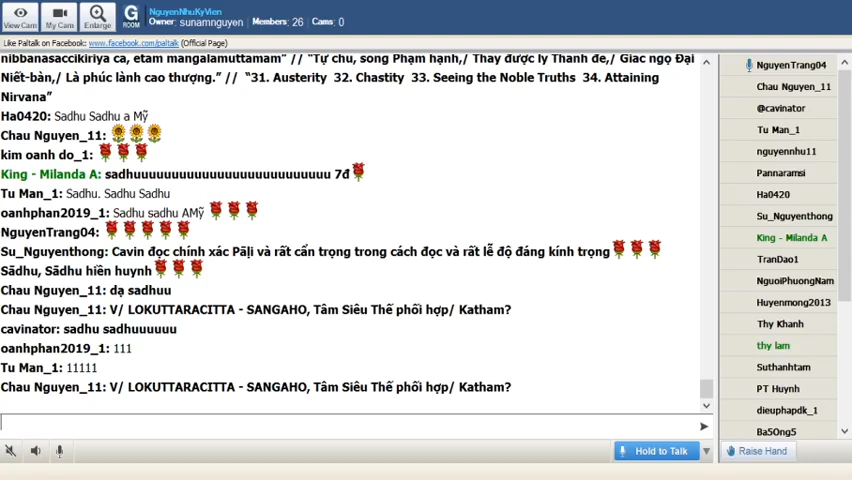 View Cam
My Cam
Enlarge
G
ROOM
NguyenNhuKyVien
Owner: sunamnguyen
Members: 26
Cams: 0
Like Paltalk on Facebook: www.facebook.com/paltalk (Official Page)
nibbanasacchikiriya ca, etam mangalamuttamam” // “Tự chu, sống Phạm hạnh,/ Thấy được lý Thánh đế,/ Giác ngộ Đại
Niết-bàn,/ Là phúc lành cao thượng.” // “31. Austerity 32. Chastity 33. Seeing the Noble Truths 34. Attaining
Nirvana”
Ha0420: Sadhu Sadhu a Mỹ
Chau Nguyen_11:
kim oanh do_1:
King - Milanda A: sadhuuuuuuuuuuuuuuuuuuuuuuuuuuu 7đ
Tu Man_1: Sadhu. Sadhu Sadhu
oanhphan2019_1: Sadhu sadhu AMỹ
NguyenTrang04:
Su_Nguyenthong: Cavin đọc chính xác Pāḷi và rất cẩn trọng trong cách đọc và rất lễ độ đáng kính trọng
Sādhu, Sādhu hiền huynh
Chau Nguyen_11: dạ sadhuu
Chau Nguyen_11: V/ LOKUTTARACITTA - SANGAHO, Tâm Siêu Thế phối hợp/ Katham?
cavinator: sadhu sadhuuuuuu
oanhphan2019_1: 111
Tu Man_1: 11111
Chau Nguyen_11: V/ LOKUTTARACITTA - SANGAHO, Tâm Siêu Thế phối hợp/ Katham?
NguyenTrang04
Chau Nguyen_11
@cavinator
Tu Man_1
nguyennhu11
Pannaramsi
Ha0420
Su_Nguyenthong
King - Milanda A
TranDao1
NguoiPhuongNam
Huyenmong2013
Thy Khanh
thy lam
Suthanhtam
PT Huynh
dieuphapdk_1
Ba5Ong5
Hold to Talk
Raise Hand